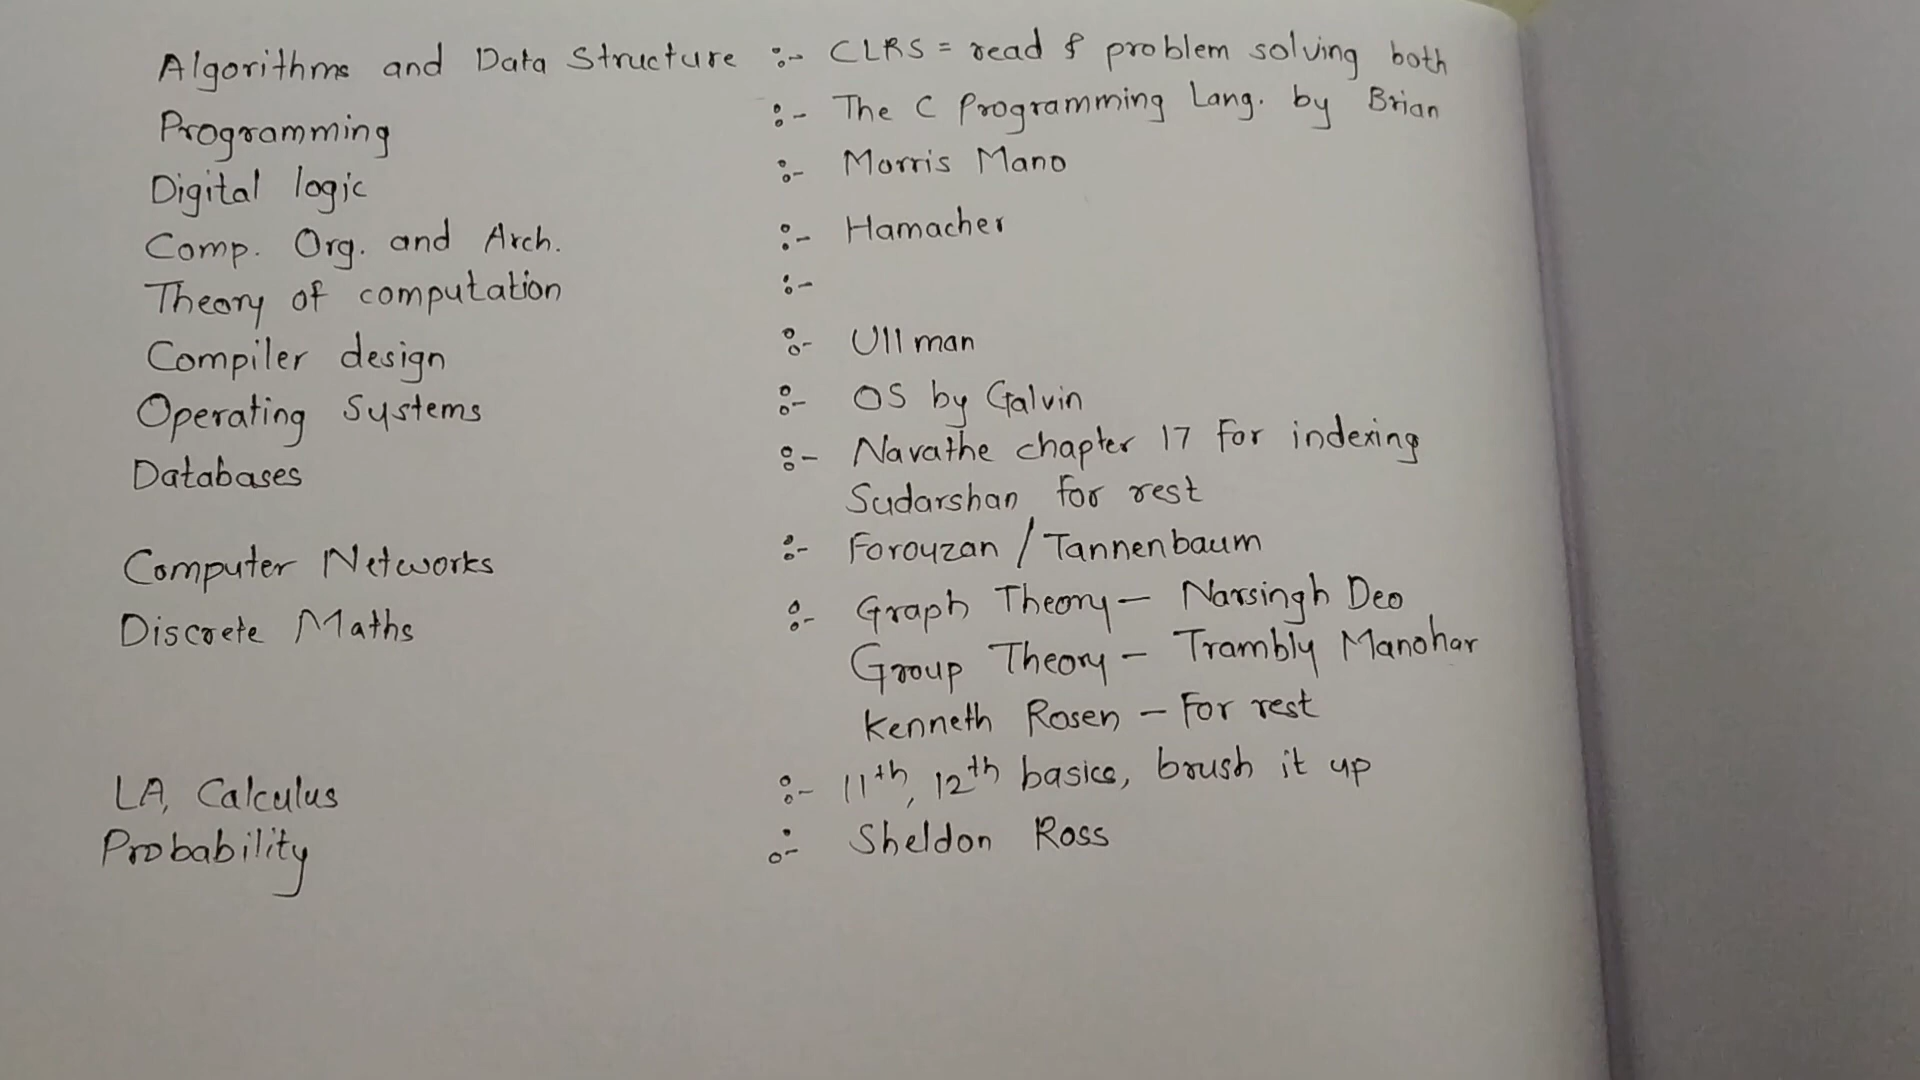 Algorithms and Data Structure :- CLRS = read & problem solving both
Programming :- The C Programming Lang. by Brian
Digital logic :- Morris Mano
Comp. Org. and Arch. :- Hamacher
Theory of computation :-
Compiler design :- Ullman
Operating Systems :- OS by Galvin
Databases :- Navathe chapter 17 for indexing
Sudarshan for rest
Computer Networks :- Forouzan / Tannenbaum
Discrete Maths :- Graph Theory – Narsingh Deo
Group Theory – Trambly Manohar
Kenneth Rosen – For rest
LA, Calculus :- 11th, 12th basics, brush it up
Probability :- Sheldon Ross